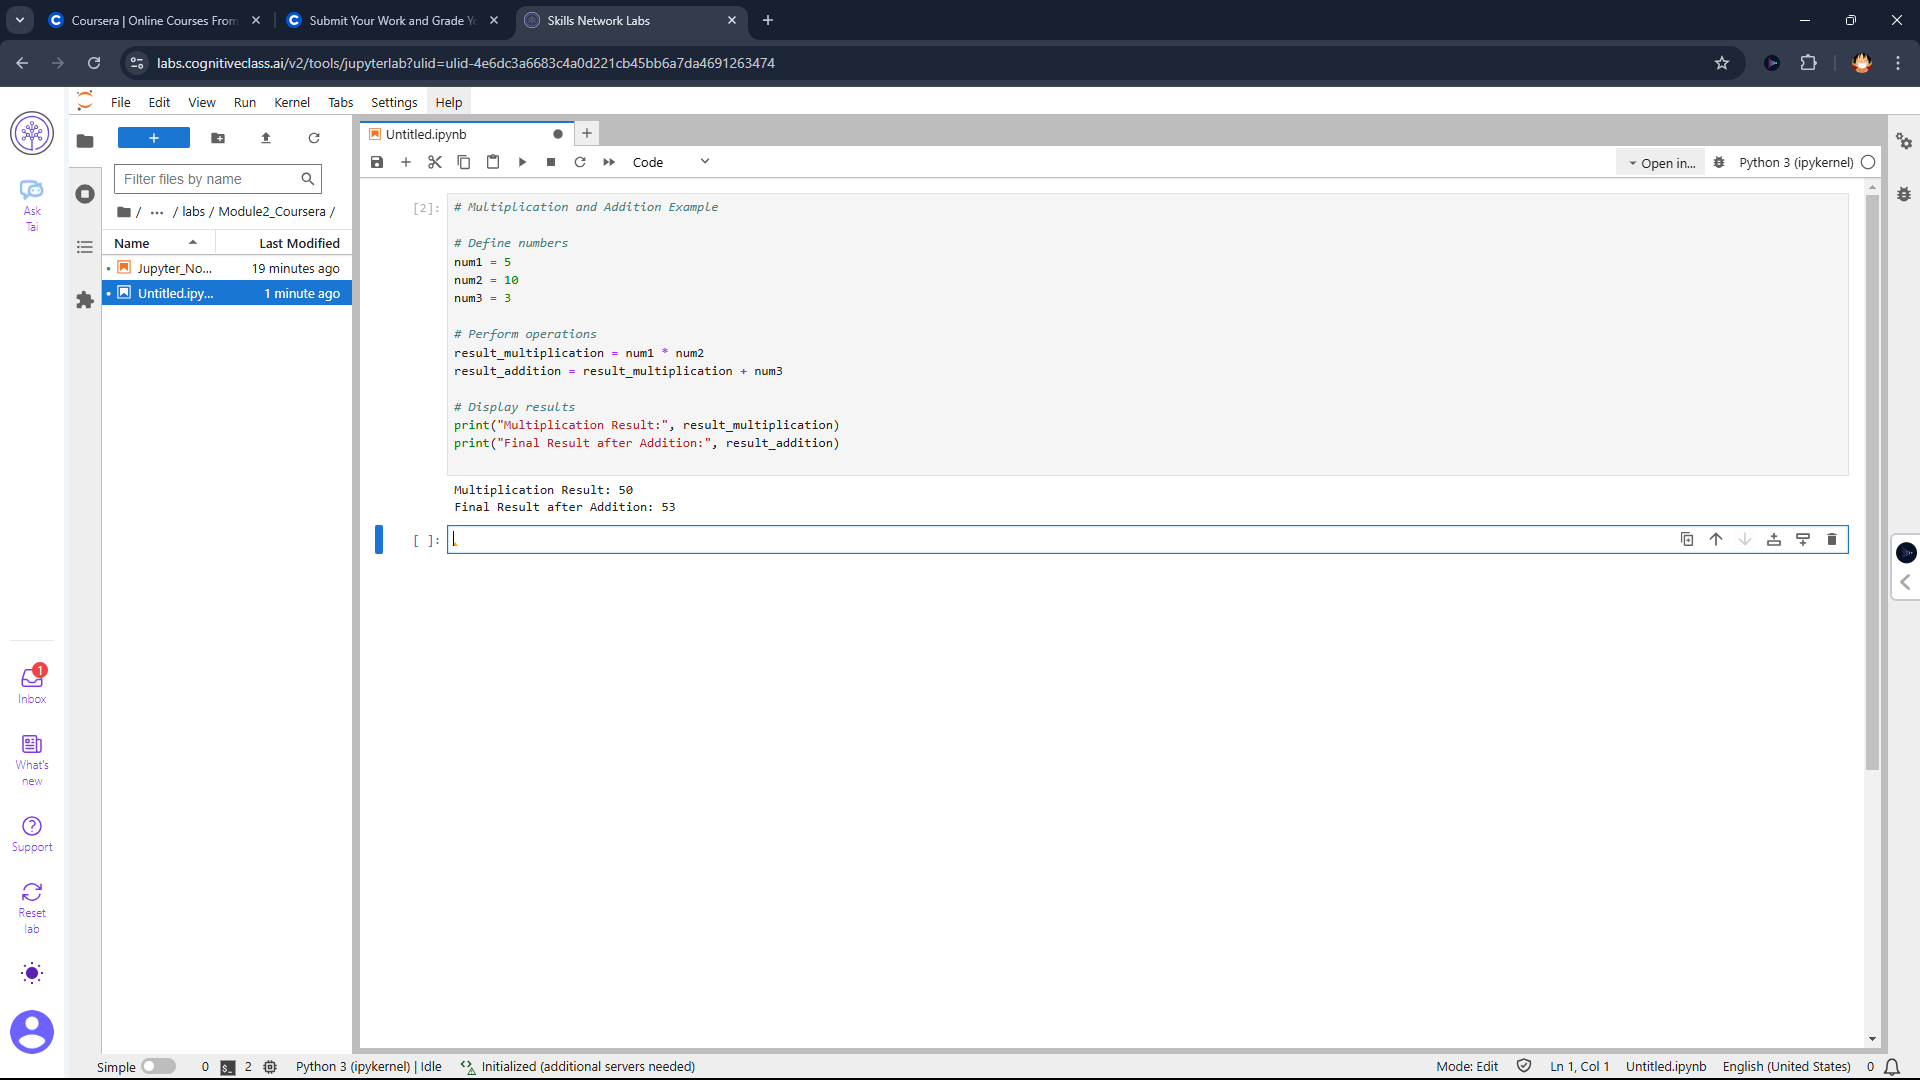 Coursera | Online Courses From
Submit Your Work and Grade Yo
Skills Network Labs
labs.cognitiveclass.ai/v2/tools/jupyterlab?ulid=ulid-4e6dc3a6683c4a0d221cb45bb6a7da4691263474
File Edit View Run Kernel Tabs Settings Help
Ask
Tai
Inbox
1
What's
new
Support
Reset
lab
Filter files by name
/ ... / labs / Module2_Coursera /
Name Last Modified
Jupyter_No... 19 minutes ago
Untitled.ipy... 1 minute ago
Untitled.ipynb
Code
Open in...
Python 3 (ipykernel)
[2]:
# Multiplication and Addition Example
# Define numbers
num1 = 5
num2 = 10
num3 = 3
# Perform operations
result_multiplication = num1 * num2
result_addition = result_multiplication + num3
# Display results
print("Multiplication Result:", result_multiplication)
print("Final Result after Addition:", result_addition)
Multiplication Result: 50
Final Result after Addition: 53
[ ]:
Simple 0 $_ 2 Python 3 (ipykernel) | Idle Initialized (additional servers needed) Mode: Edit Ln 1, Col 1 Untitled.ipynb English (United States) 0